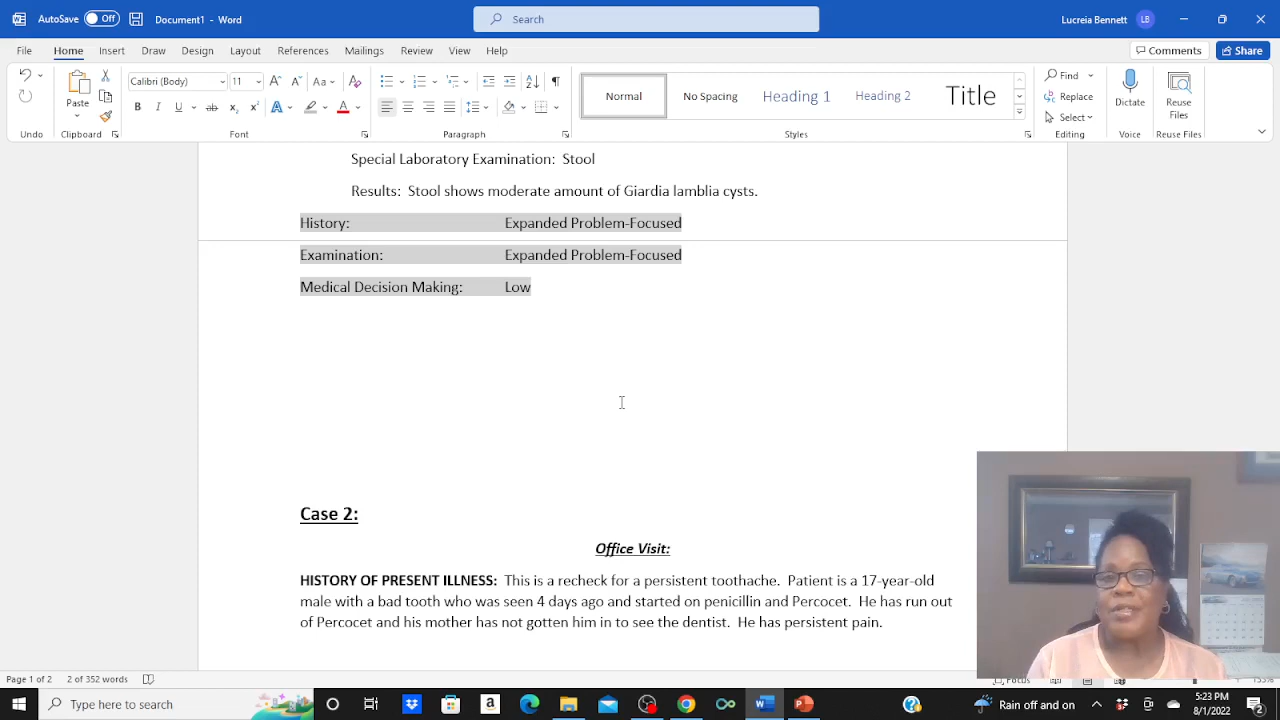 AutoSave Off Document1 - Word Search Lucreia Bennett LB
File Home Insert Draw Design Layout References Mailings Review View Help Comments Share
Calibri (Body) 11
Paste
Normal No Spacing Heading 1 Heading 2 Title
Find
Replace
Select
Dictate
Reuse
Files
Undo Clipboard Font Paragraph Styles Editing Voice Reuse Files
Special Laboratory Examination: Stool
Results: Stool shows moderate amount of Giardia lamblia cysts.
History: Expanded Problem-Focused
Examination: Expanded Problem-Focused
Medical Decision Making: Low
Case 2:
Office Visit:
HISTORY OF PRESENT ILLNESS: This is a recheck for a persistent toothache. Patient is a 17-year-old
male with a bad tooth who was seen 4 days ago and started on penicillin and Percocet. He has run out
of Percocet and his mother has not gotten him in to see the dentist. He has persistent pain.
Page 1 of 2 2 of 352 words Focus
Type here to search Rain off and on 5:23 PM
8/1/2022